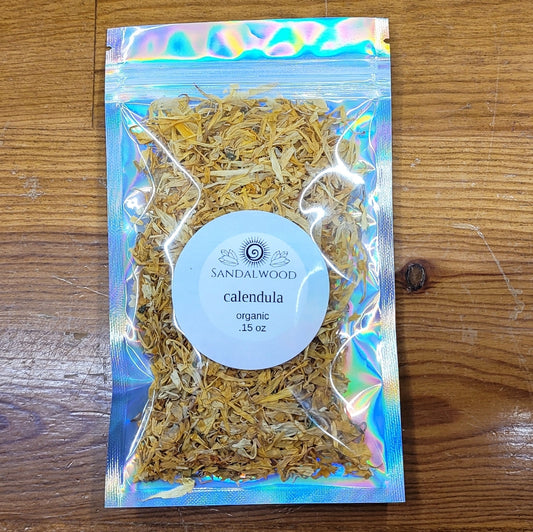 SANDALWOOD
calendula
organic
.15 oz